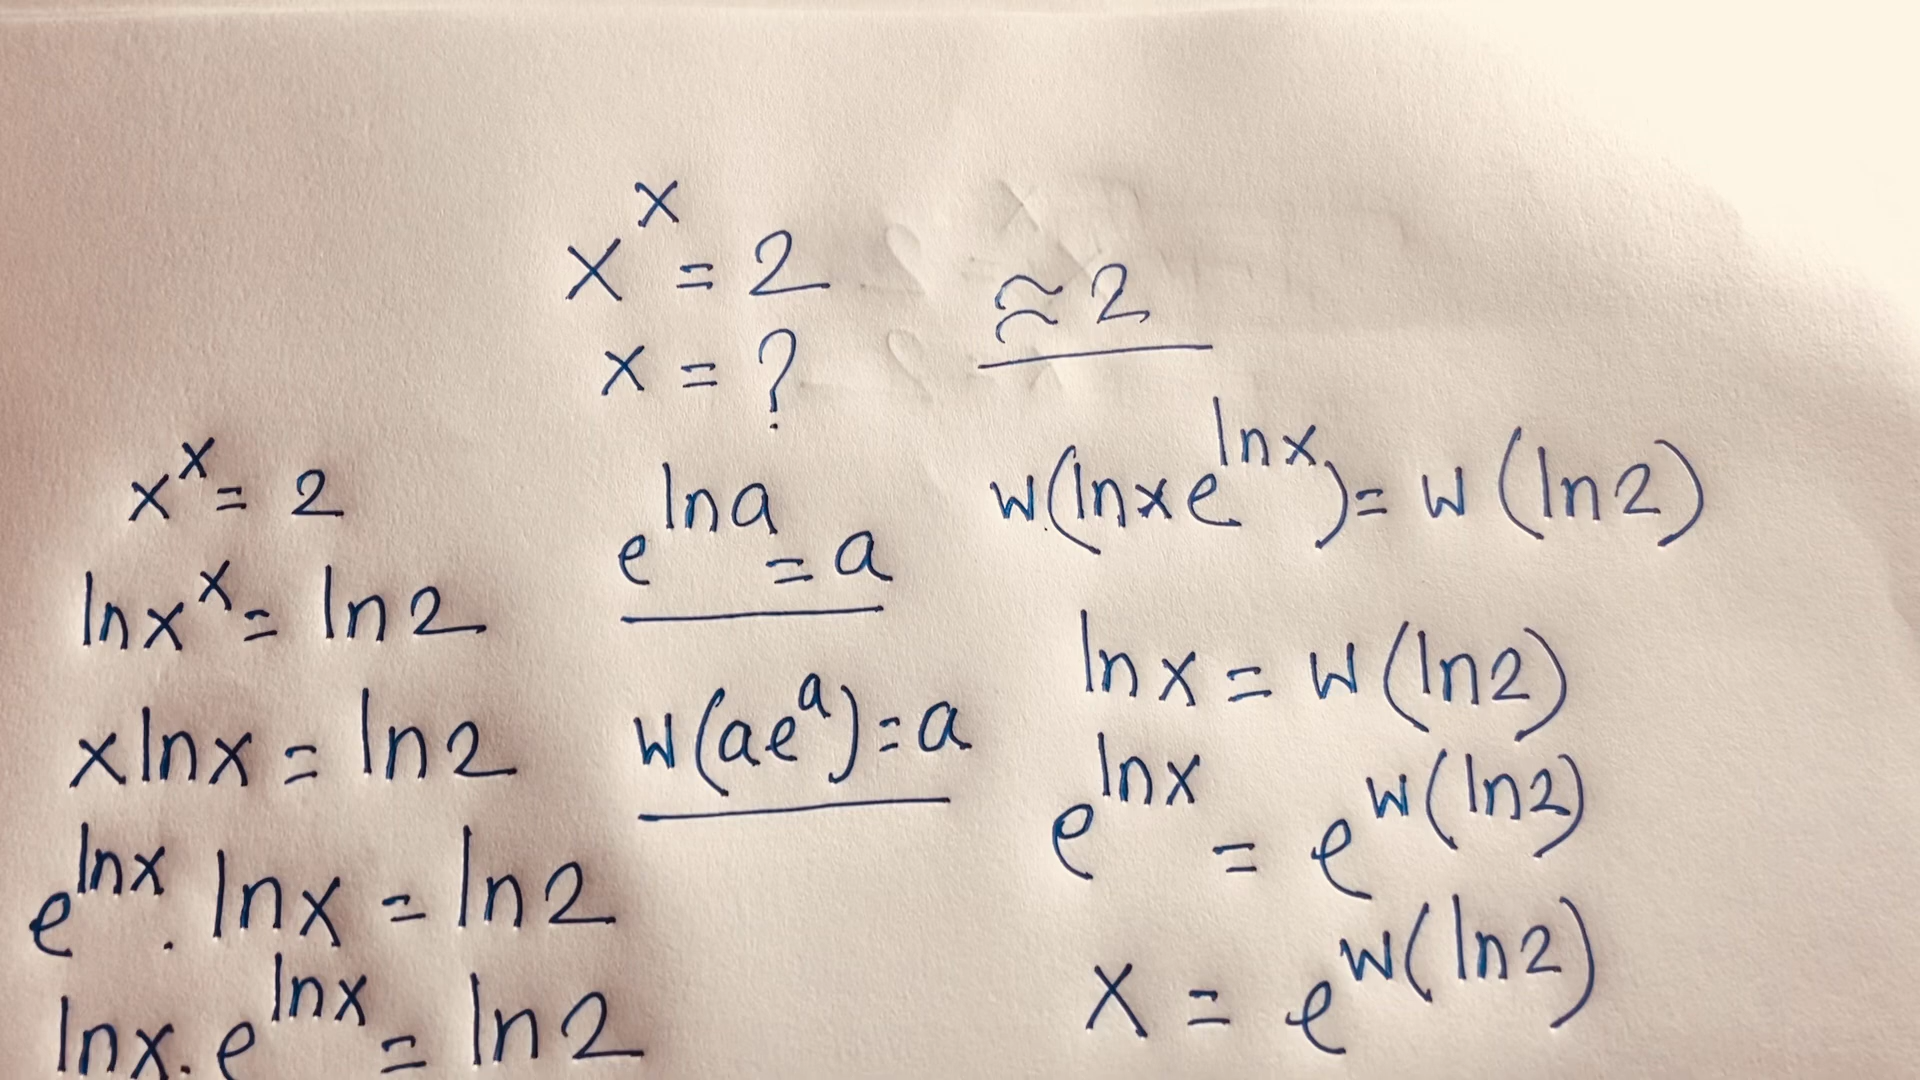 x^x = 2
x = ?
≈ 2
x^x = 2
ln x^x = ln 2
x ln x = ln 2
e^ln x . ln x = ln 2
ln x . e^ln x = ln 2
e^ln a = a
w(ae^a) = a
w(ln x e^ln x) = w(ln 2)
ln x = w(ln 2)
e^ln x = e^w(ln 2)
x = e^w(ln 2)